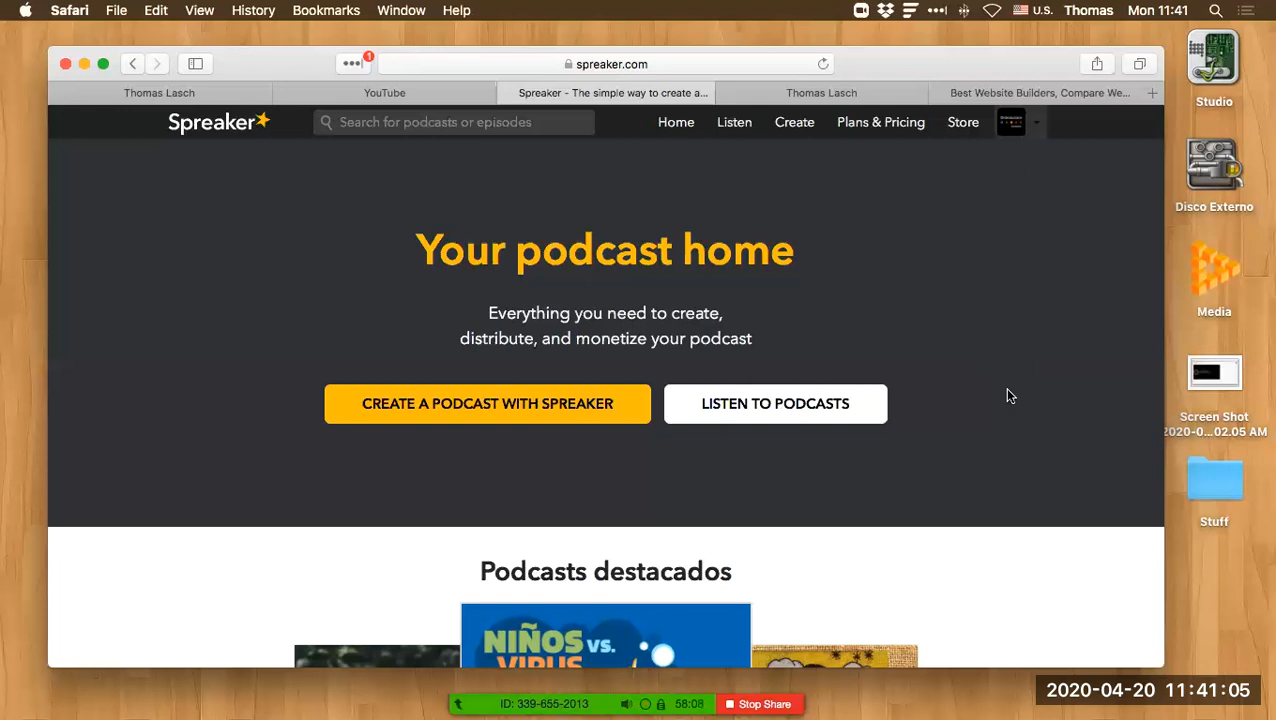 Safari File Edit View History Bookmarks Window Help U.S. Thomas Mon 11:41
1
spreaker.com
Thomas Lasch YouTube Spreaker - The simple way to create a... Thomas Lasch Best Website Builders, Compare We...
Spreaker Search for podcasts or episodes Home Listen Create Plans & Pricing Store
Your podcast home
Everything you need to create,
distribute, and monetize your podcast
CREATE A PODCAST WITH SPREAKER LISTEN TO PODCASTS
Podcasts destacados
NIÑOS VS.
VIRUS
Studio
Disco Externo
Media
Screen Shot
2020-0...02.05 AM
Stuff
ID: 339-655-2013 58:08 Stop Share
2020-04-20 11:41:05